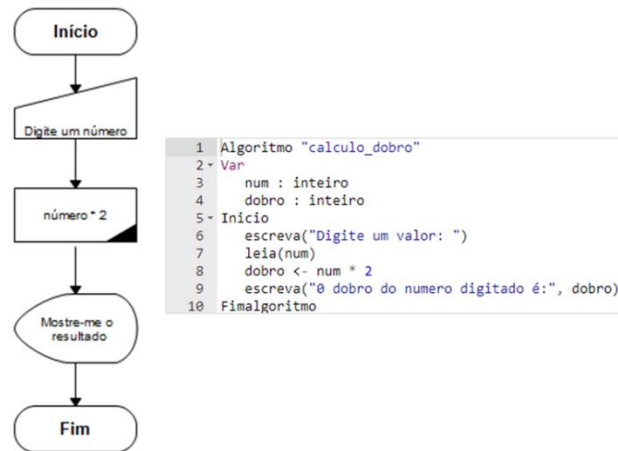 Início
Digite um número
número * 2
Mostre-me o
resultado
Fim
1 Algoritmo "calculo_dobro"
2 Var
3 num : inteiro
4 dobro : inteiro
5 Inicio
6 escreva("Digite um valor: ")
7 leia(num)
8 dobro <- num * 2
9 escreva("0 dobro do numero digitado é:", dobro)
10 Fimalgoritmo